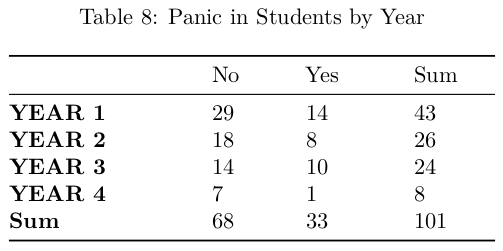 Table 8: Panic in Students by Year
No Yes Sum
YEAR 1 29 14 43
YEAR 2 18 8 26
YEAR 3 14 10 24
YEAR 4 7 1 8
Sum 68 33 101